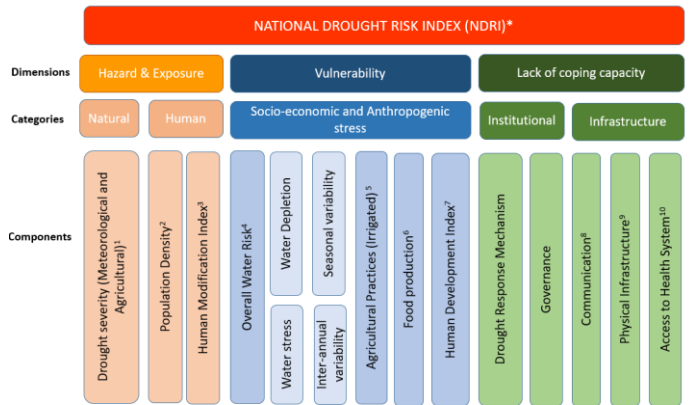 NATIONAL DROUGHT RISK INDEX (NDRI)*
Dimensions
Hazard & Exposure
Vulnerability
Lack of coping capacity
Categories
Natural
Human
Socio-economic and Anthropogenic
stress
Institutional
Infrastructure
Components
Drought severity (Meteorological and
Agricultural)¹
Population Density²
Human Modification Index³
Overall Water Risk⁴
Water Depletion
Water stress
Seasonal variability
Inter-annual
variability
Agricultural Practices (Irrigated) ⁵
Food production⁶
Human Development Index⁷
Drought Response Mechanism
Governance
Communication⁸
Physical Infrastructure⁹
Access to Health System¹⁰